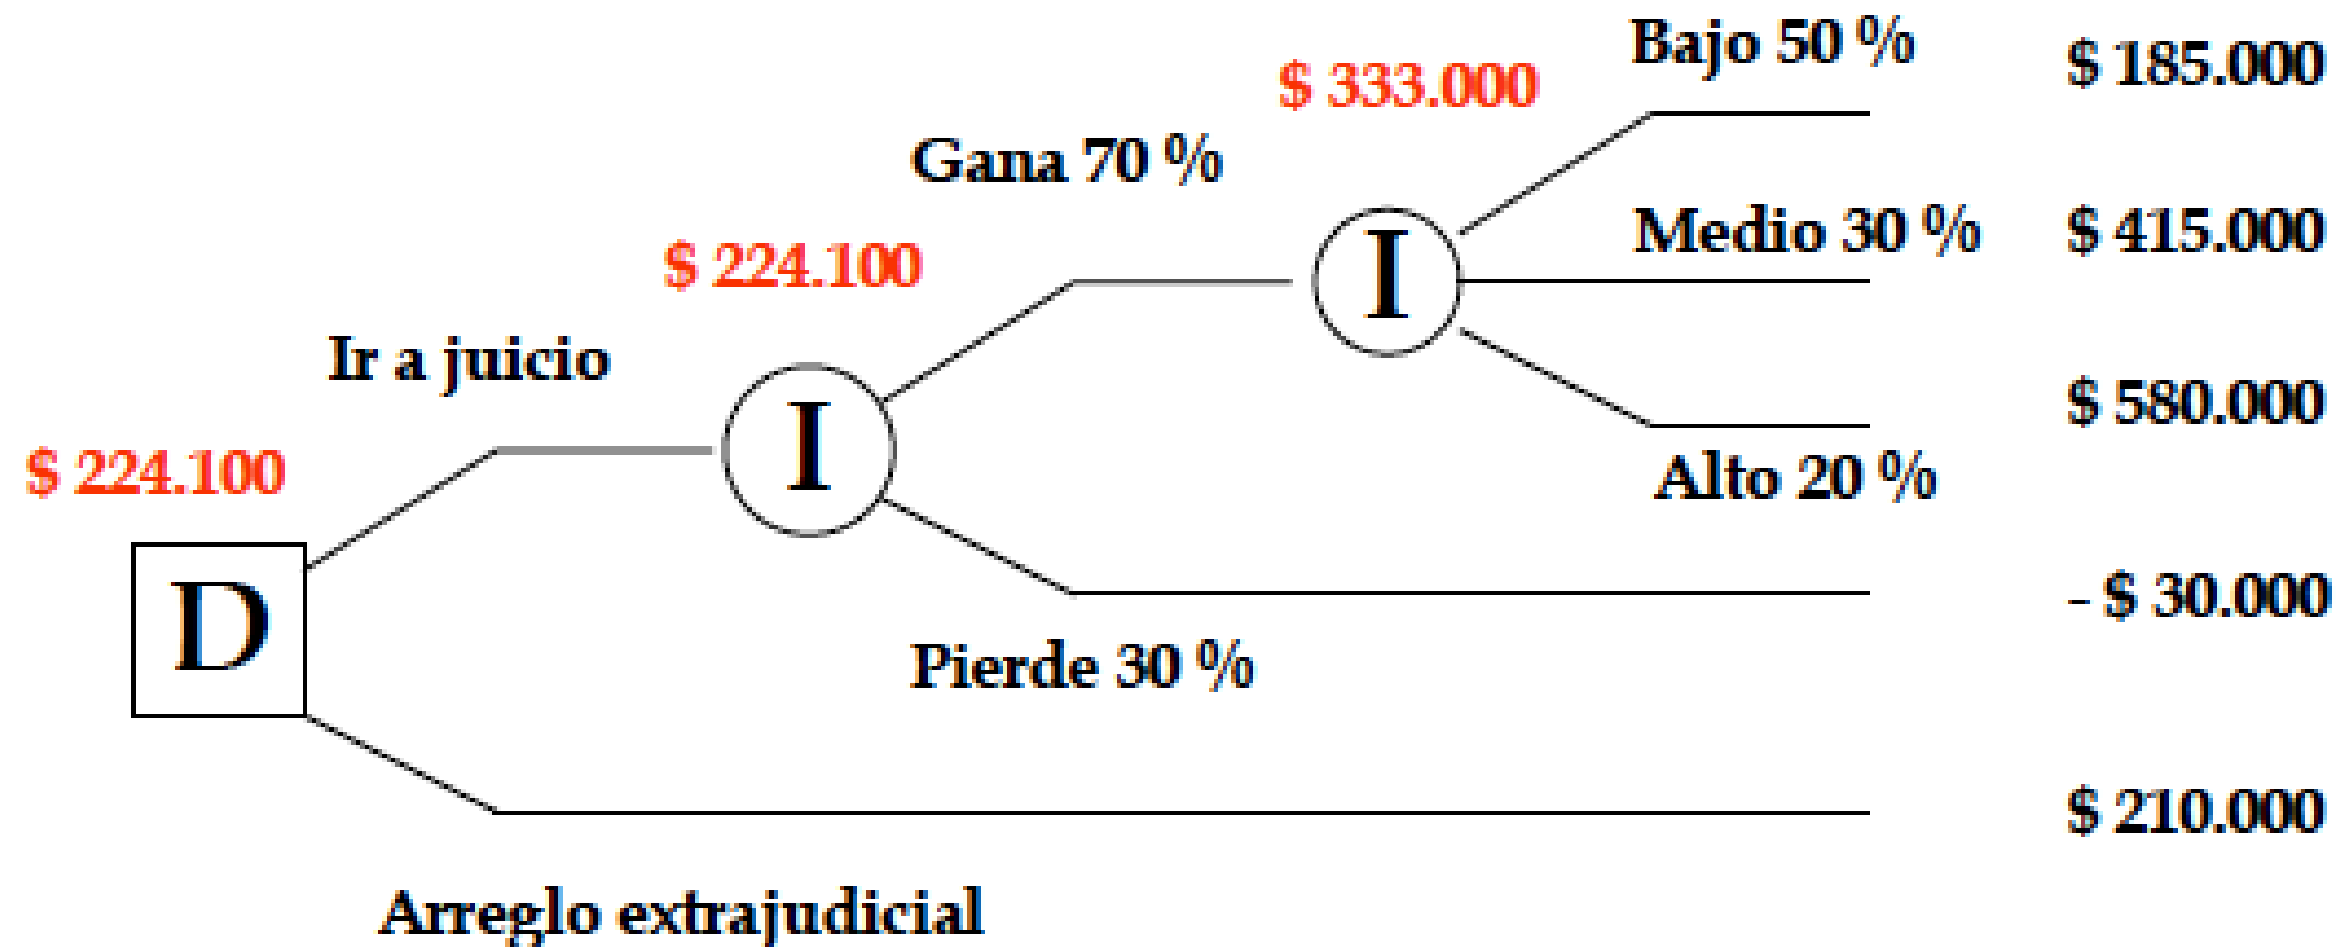 Bajo 50 %
$ 185.000
$ 333.000
Gana 70 %
Medio 30 %
$ 415.000
I
$ 224.100
Ir a juicio
$ 580.000
I
Alto 20 %
$ 224.100
- $ 30.000
D
Pierde 30 %
$ 210.000
Arreglo extrajudicial